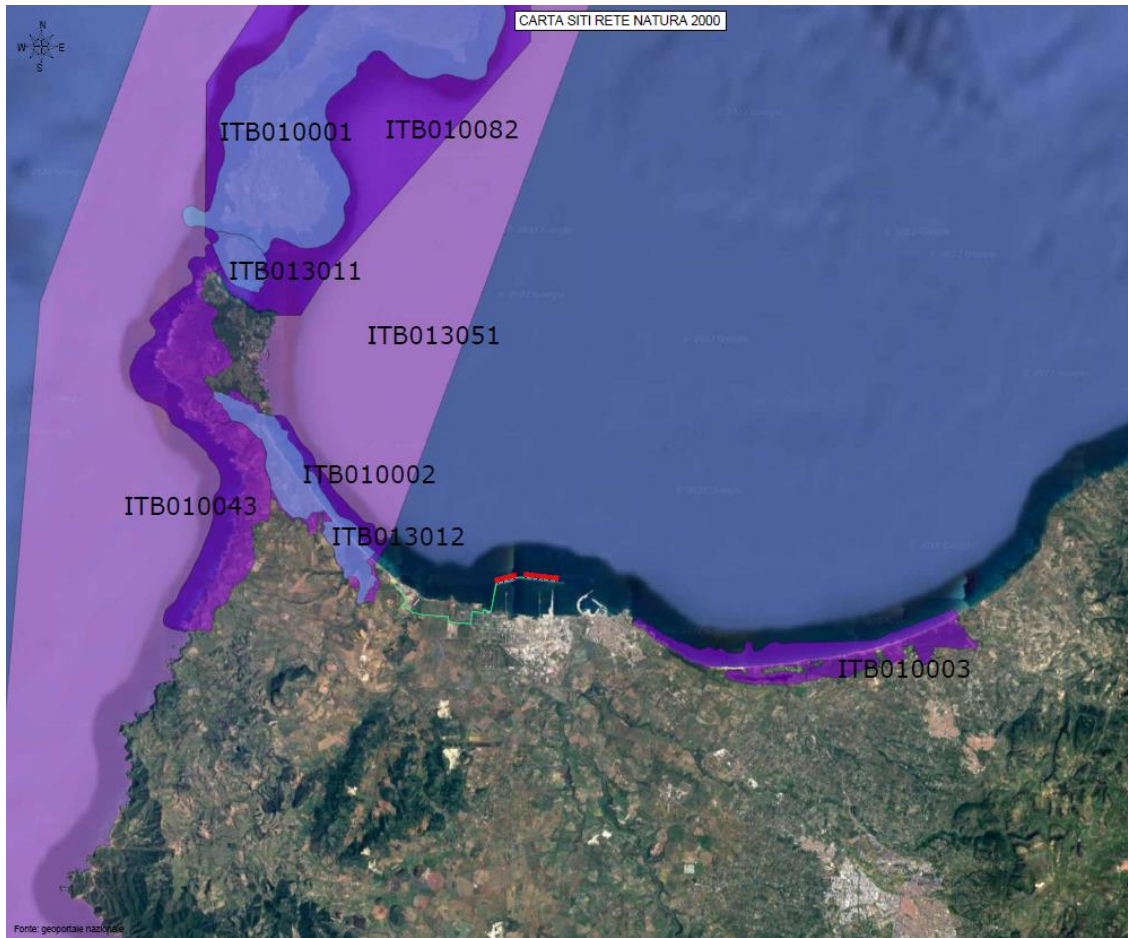 CARTA SITI RETE NATURA 2000
N
W E
S
ITB010001
ITB010082
ITB013011
ITB013051
ITB010002
ITB010043
ITB013012
ITB010003
Fonte: geoportale nazionale